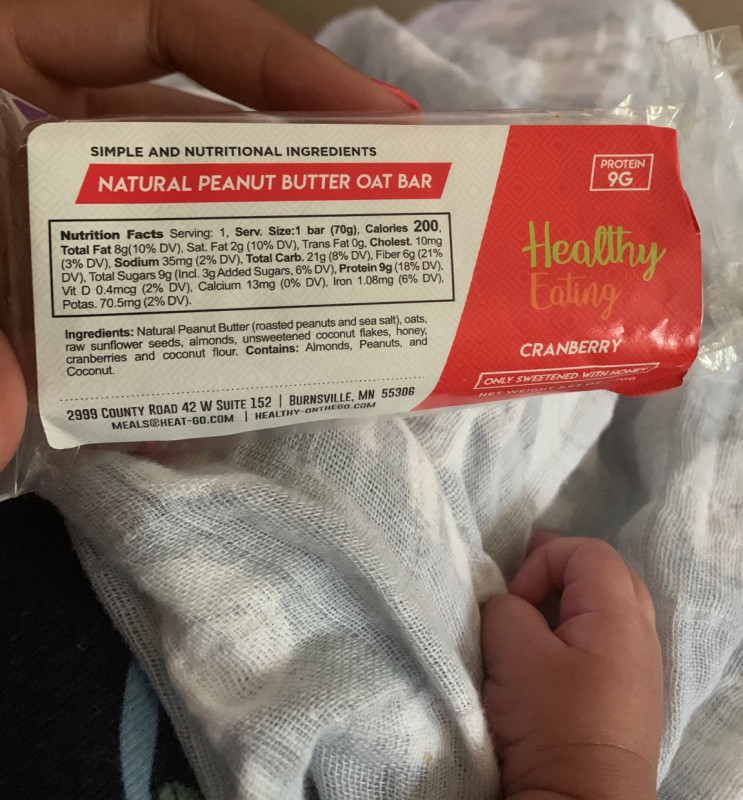 SIMPLE AND NUTRITIONAL INGREDIENTS
NATURAL PEANUT BUTTER OAT BAR
Nutrition Facts Serving: 1, Serv. Size:1 bar (70g), Calories 200,
Total Fat 8g(10% DV), Sat. Fat 2g (10% DV), Trans Fat 0g, Cholest. 10mg
(3% DV), Sodium 35mg (2% DV), Total Carb. 21g (8% DV), Fiber 6g (21%
DV), Total Sugars 9g (Incl. 3g Added Sugars, 6% DV), Protein 9g (18% DV),
Vit D 0.4mcg (2% DV), Calcium 13mg (0% DV), Iron 1.08mg (6% DV),
Potas. 70.5mg (2% DV).
Ingredients: Natural Peanut Butter (roasted peanuts and sea salt), oats,
raw sunflower seeds, almonds, unsweetened coconut flakes, honey,
cranberries and coconut flour. Contains: Almonds, Peanuts, and
Coconut.
2999 COUNTY ROAD 42 W SUITE 152 | BURNSVILLE, MN 55306
MEALS@HEAT-GO.COM | HEALTHY-ONTHEGO.COM
PROTEIN
9G
Healthy
Eating
CRANBERRY
ONLY SWEETENED WITH HONEY
NET WEIGHT